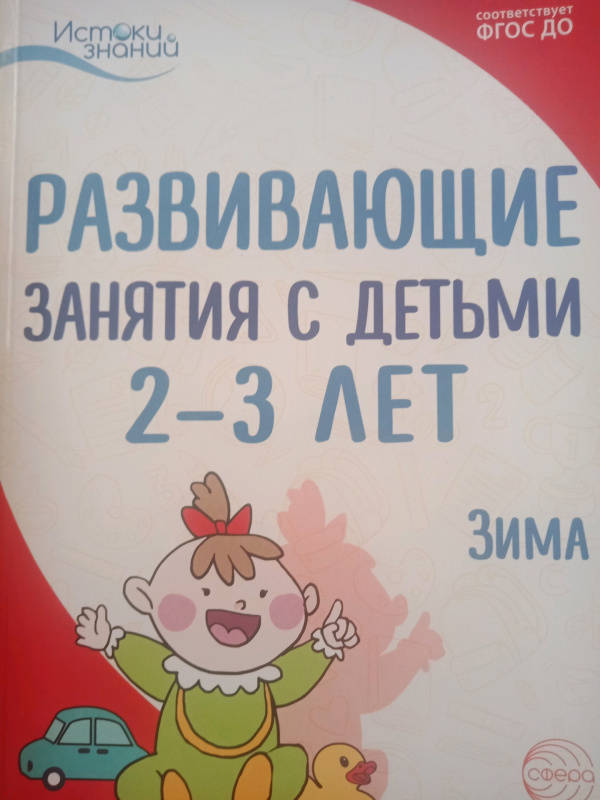 Истоки
знаний
соответствует
ФГОС ДО
РАЗВИВАЮЩИЕ
ЗАНЯТИЯ С ДЕТЬМИ
2–3 ЛЕТ
ЗИМА
сфера